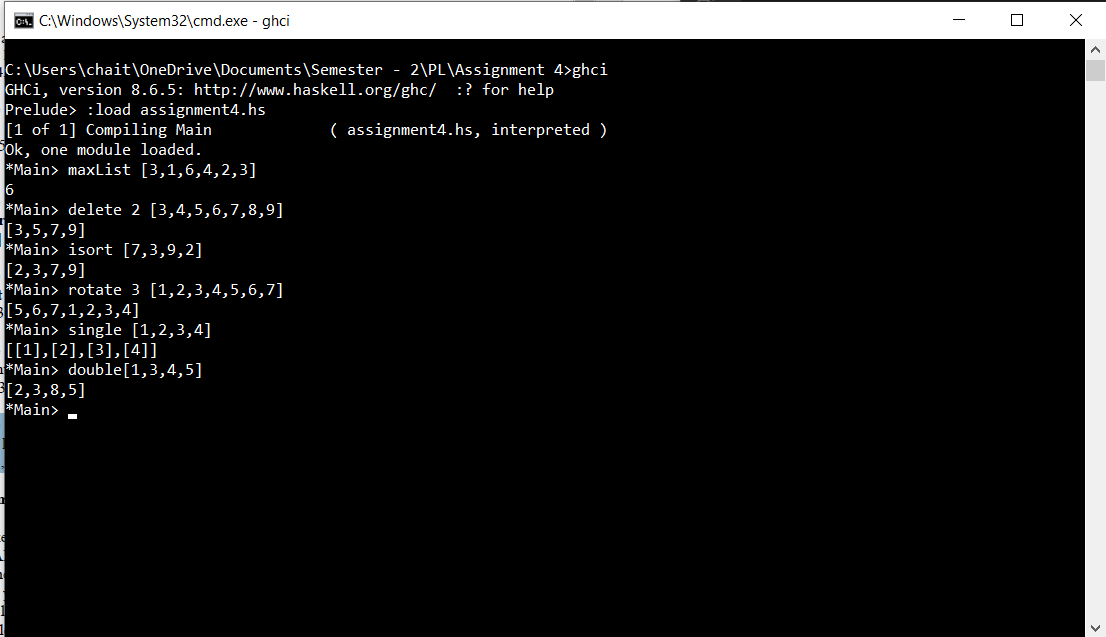 C:\Windows\System32\cmd.exe - ghci
C:\Users\chait\OneDrive\Documents\Semester - 2\PL\Assignment 4>ghci
GHCi, version 8.6.5: http://www.haskell.org/ghc/  :? for help
Prelude> :load assignment4.hs
[1 of 1] Compiling Main             ( assignment4.hs, interpreted )
Ok, one module loaded.
*Main> maxList [3,1,6,4,2,3]
6
*Main> delete 2 [3,4,5,6,7,8,9]
[3,5,7,9]
*Main> isort [7,3,9,2]
[2,3,7,9]
*Main> rotate 3 [1,2,3,4,5,6,7]
[5,6,7,1,2,3,4]
*Main> single [1,2,3,4]
[[1],[2],[3],[4]]
*Main> double[1,3,4,5]
[2,3,8,5]
*Main>